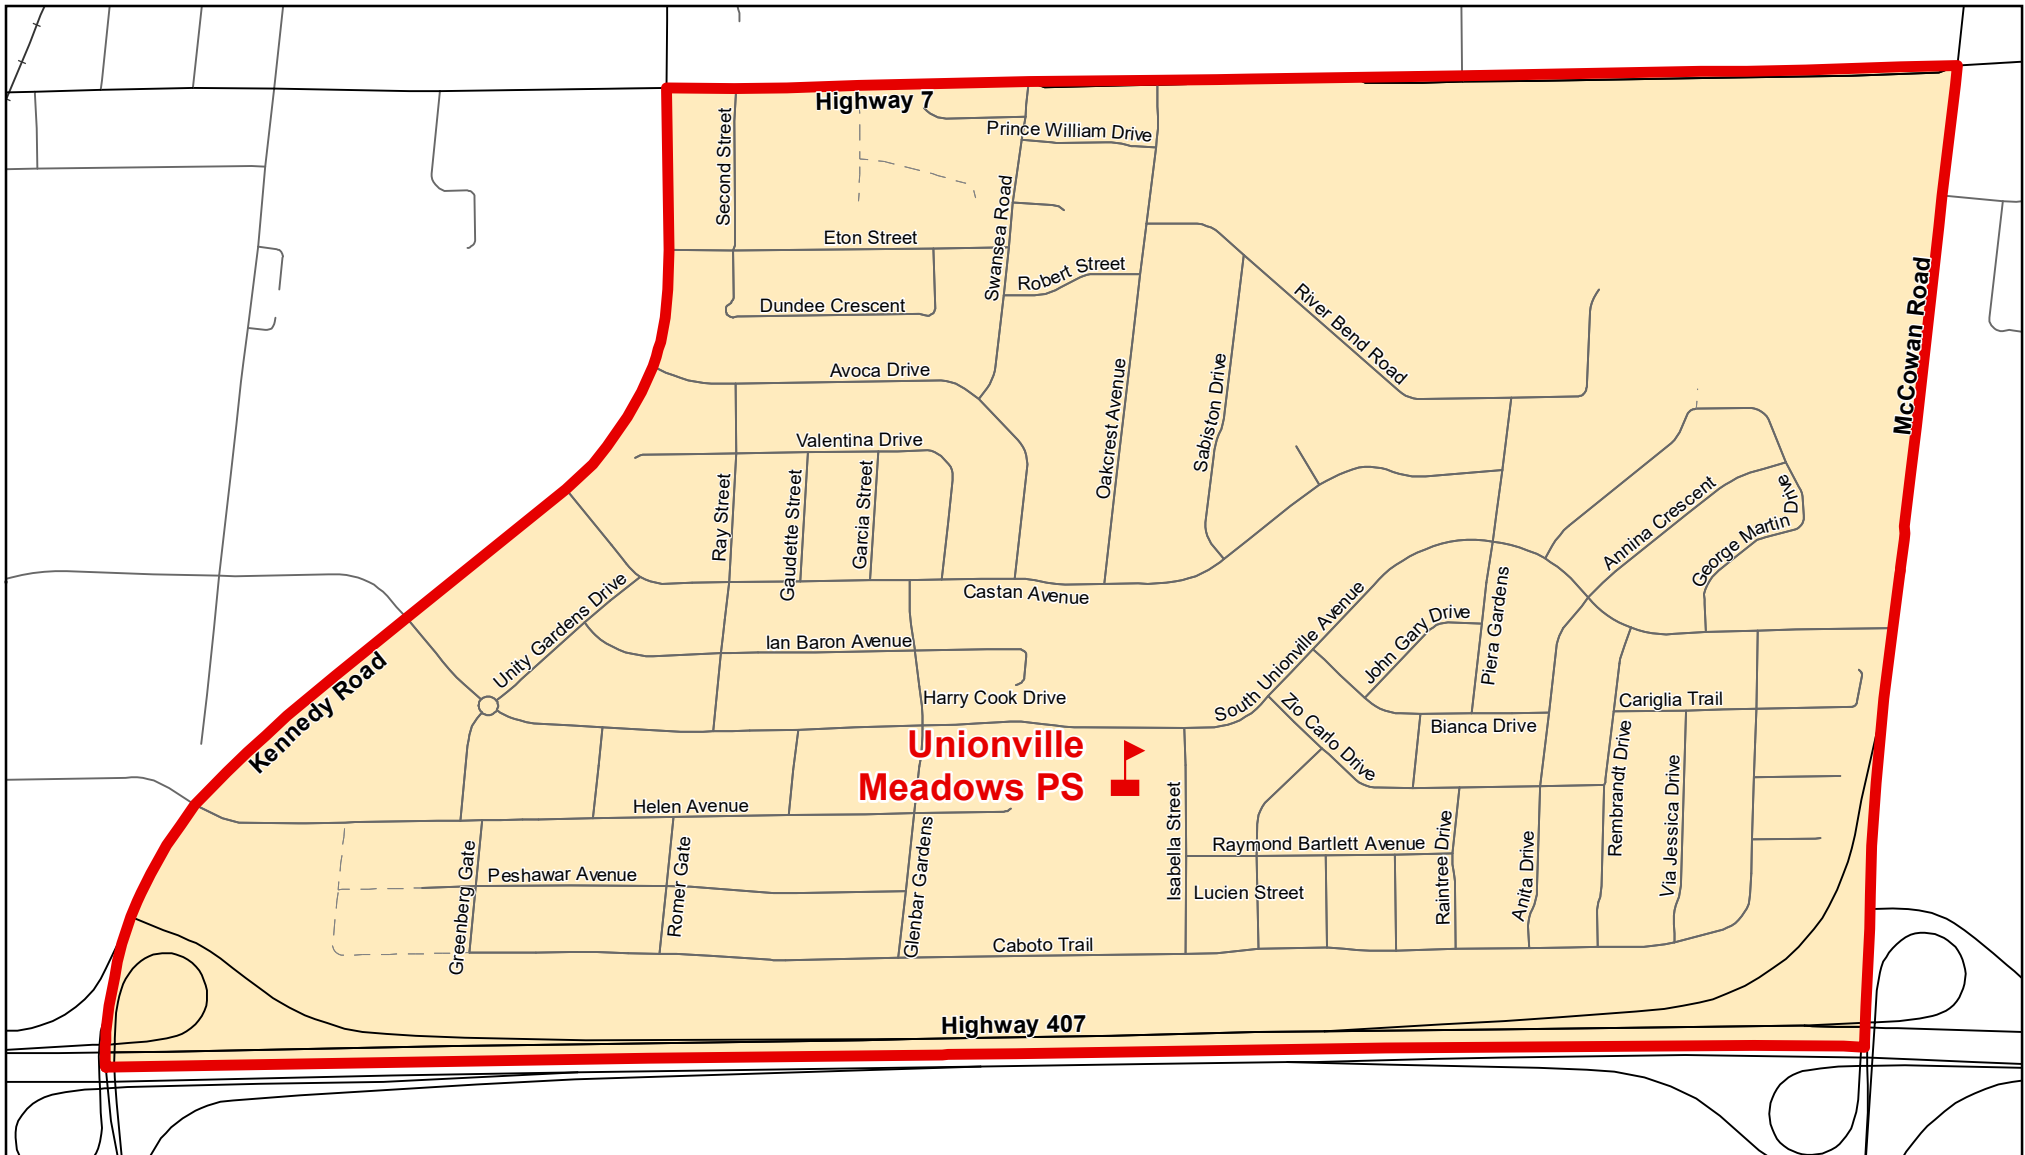 Highway 7
Second Street
Prince William Drive
Swansea Road
Eton Street
Robert Street
Dundee Crescent
River Bend Road
McCowan Road
Avoca Drive
Oakcrest Avenue
Sabiston Drive
Valentina Drive
Ray Street
Gaudette Street
Garcia Street
Annina Crescent
George Martin Drive
Castan Avenue
Unity Gardens Drive
South Unionville Avenue
John Gary Drive
Piera Gardens
Ian Baron Avenue
Kennedy Road
Harry Cook Drive
Zio Carlo Drive
Bianca Drive
Cariglia Trail
Rembrandt Drive
Unionville
Meadows PS
Via Jessica Drive
Isabella Street
Helen Avenue
Greenberg Gate
Romer Gate
Glenbar Gardens
Raymond Bartlett Avenue
Raintree Drive
Anita Drive
Peshawar Avenue
Lucien Street
Caboto Trail
Highway 407